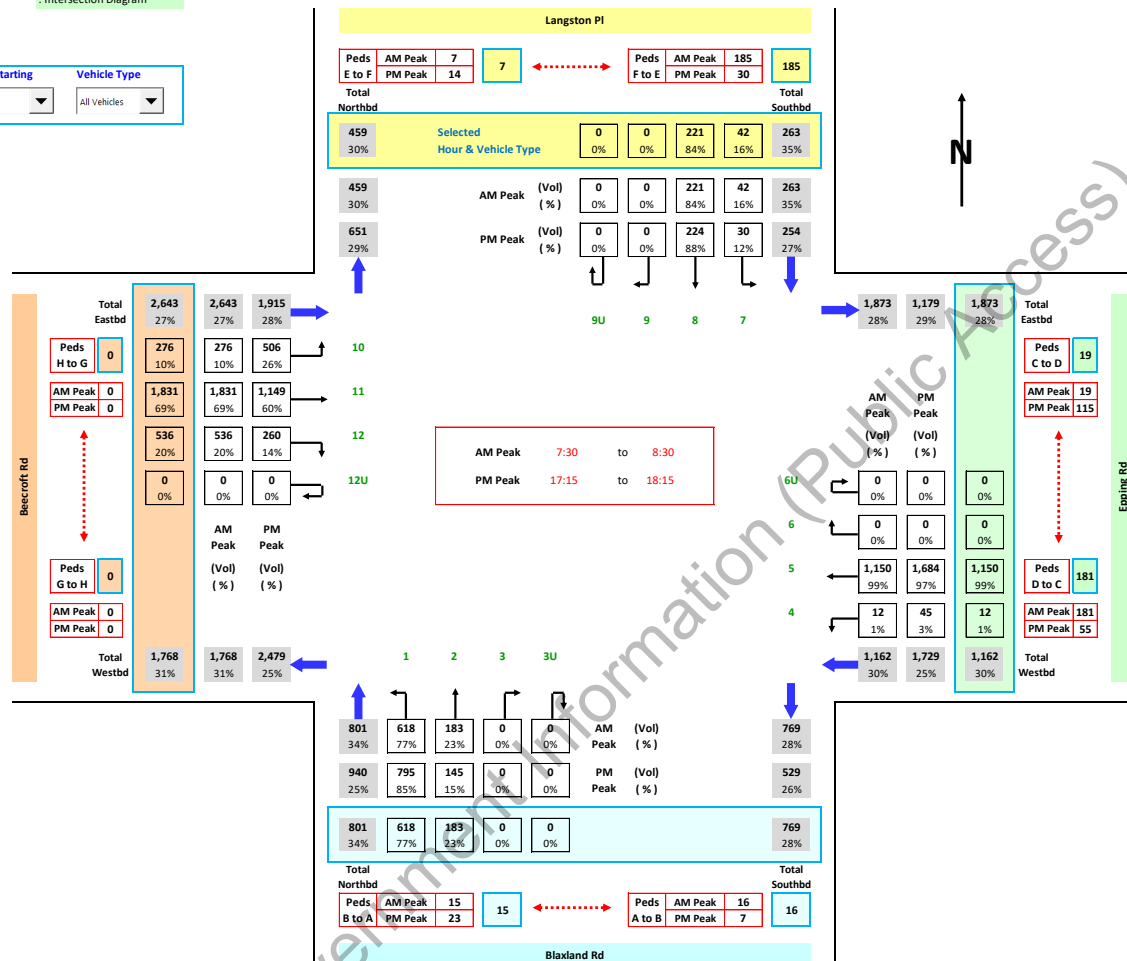 : Intersection Diagram
Langston Pl
tarting Vehicle Type
All Vehicles
Peds E to F AM Peak 7 PM Peak 14 7
Peds F to E AM Peak 185 PM Peak 30 185
Total Northbd
Total Southbd
459 Selected 0 0 221 42 263
30% Hour & Vehicle Type 0% 0% 84% 16% 35%
459 AM Peak (Vol) 0 0 221 42 263
30% ( % ) 0% 0% 84% 16% 35%
651 PM Peak (Vol) 0 0 224 30 254
29% ( % ) 0% 0% 88% 12% 27%
N
9U 9 8 7
Beecroft Rd
Total Eastbd
2,643 2,643 1,915
27% 27% 28%
Peds H to G 0
276 276 506 10
10% 10% 26%
AM Peak 0
PM Peak 0
1,831 1,831 1,149 11
69% 69% 60%
536 536 260 12
20% 20% 14%
0 0 0 12U
0% 0% 0%
AM PM
Peak Peak
(Vol) (Vol)
( % ) ( % )
Peds G to H 0
AM Peak 0
PM Peak 0
Total Westbd
1,768 1,768 2,479
31% 31% 25%
AM Peak 7:30 to 8:30
PM Peak 17:15 to 18:15
1,873 1,179 1,873 Total Eastbd
28% 29% 28%
Peds C to D 19
AM Peak 19
PM Peak 115
AM PM
Peak Peak
(Vol) (Vol)
( % ) ( % )
6U 0 0 0
0% 0% 0%
6 0 0 0
0% 0% 0%
5 1,150 1,684 1,150
99% 97% 99%
4 12 45 12
1% 3% 1%
Peds D to C 181
AM Peak 181
PM Peak 55
1,162 1,729 1,162 Total Westbd
30% 25% 30%
Epping Rd
1 2 3 3U
801 618 183 0 0 AM (Vol) 769
34% 77% 23% 0% 0% Peak ( % ) 28%
940 795 145 0 0 PM (Vol) 529
25% 85% 15% 0% 0% Peak ( % ) 26%
801 618 183 0 0 769
34% 77% 23% 0% 0% 28%
Total Northbd
Total Southbd
Peds B to A AM Peak 15 PM Peak 23 15
Peds A to B AM Peak 16 PM Peak 7 16
Blaxland Rd
ernment Information (Public Access)